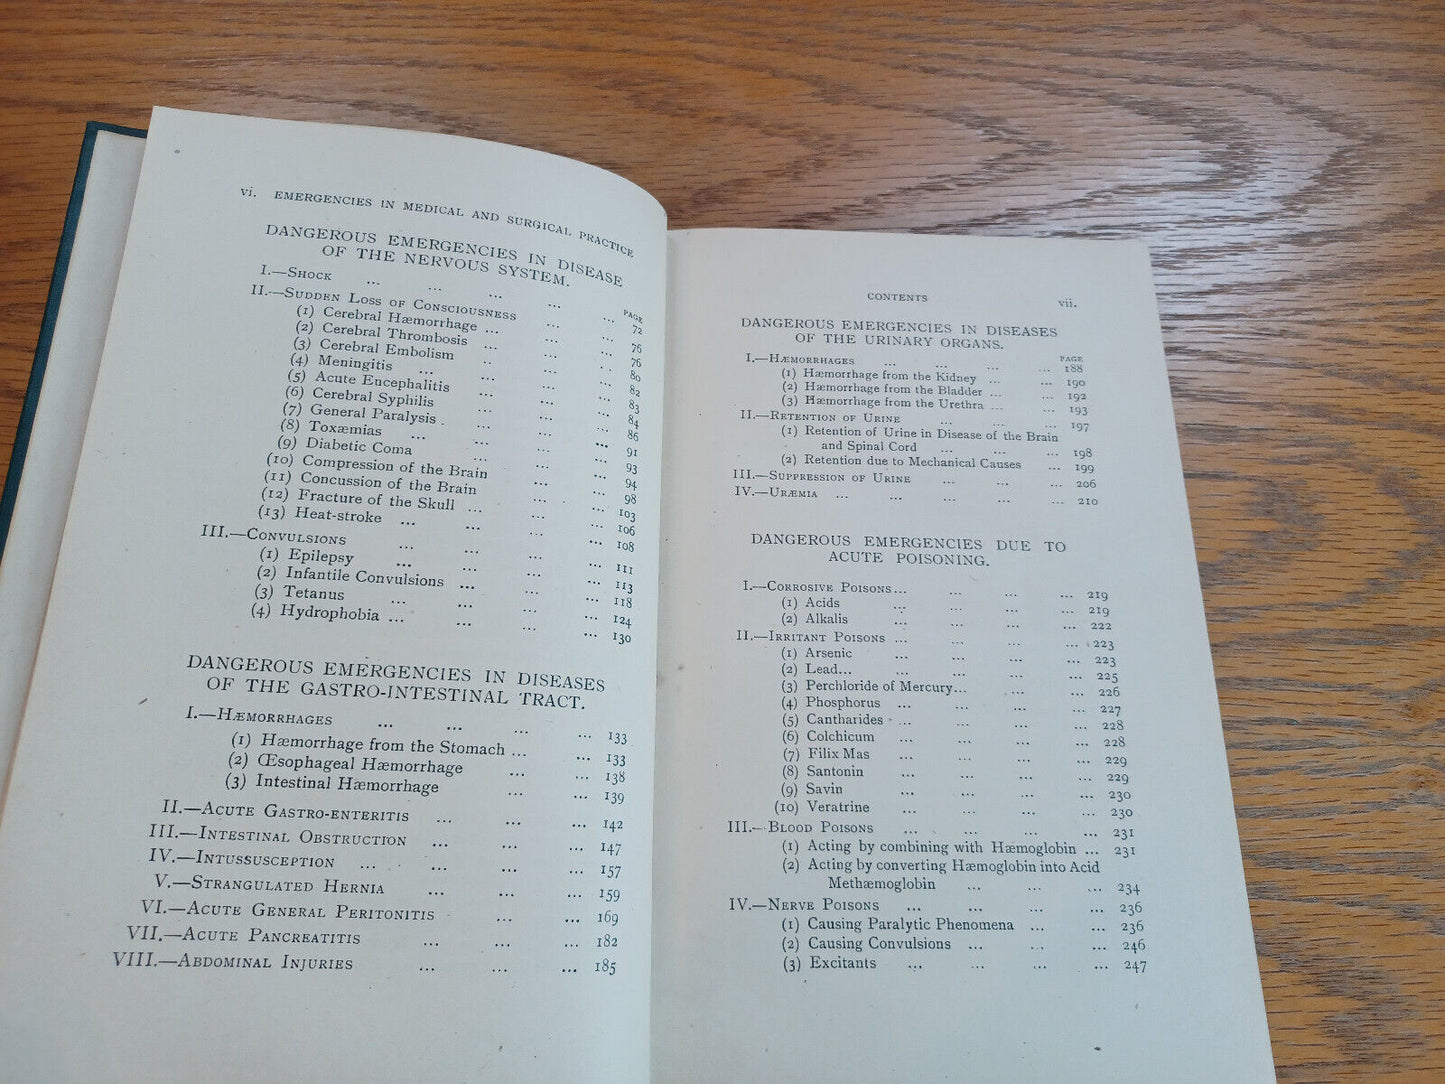 vi. EMERGENCIES IN MEDICAL AND SURGICAL PRACTICE
DANGEROUS EMERGENCIES IN DISEASE
OF THE NERVOUS SYSTEM.
PAGE
I.—Shock ... ... ... ... ... 72
II.—Sudden Loss of Consciousness ... ... 76
(1) Cerebral Hæmorrhage ... ... ... 76
(2) Cerebral Thrombosis ... ... 80
(3) Cerebral Embolism ... ... ... 82
(4) Meningitis ... ... ... ... 83
(5) Acute Encephalitis ... ... ... 84
(6) Cerebral Syphilis ... ... ... 86
(7) General Paralysis ... ... ... 91
(8) Toxæmias ... ... ... ... 93
(9) Diabetic Coma ... ... ... 94
(10) Compression of the Brain ... ... 98
(11) Concussion of the Brain ... ... 103
(12) Fracture of the Skull ... ... ... 106
(13) Heat-stroke ... ... ... ... 108
III.—Convulsions ... ... ... ... 111
(1) Epilepsy ... ... ... ... 113
(2) Infantile Convulsions ... ... ... 118
(3) Tetanus ... ... ... ... 124
(4) Hydrophobia ... ... ... ... 130
DANGEROUS EMERGENCIES IN DISEASES
OF THE GASTRO-INTESTINAL TRACT.
I.—Hæmorrhages ... ... ... ... 133
(1) Hæmorrhage from the Stomach ... ... 133
(2) Œsophageal Hæmorrhage ... ... 138
(3) Intestinal Hæmorrhage ... ... 139
II.—Acute Gastro-enteritis ... ... ... 142
III.—Intestinal Obstruction ... ... ... 147
IV.—Intussusception ... ... ... ... 157
V.—Strangulated Hernia ... ... ... 159
VI.—Acute General Peritonitis ... ... ... 169
VII.—Acute Pancreatitis ... ... ... 182
VIII.—Abdominal Injuries ... ... ... 185
CONTENTS vii.
DANGEROUS EMERGENCIES IN DISEASES
OF THE URINARY ORGANS.
PAGE
I.—Hæmorrhages ... ... ... ... 188
(1) Hæmorrhage from the Kidney ... ... 190
(2) Hæmorrhage from the Bladder ... ... 192
(3) Hæmorrhage from the Urethra ... ... 193
II.—Retention of Urine ... ... ... 197
(1) Retention of Urine in Disease of the Brain
and Spinal Cord ... ... ... 198
(2) Retention due to Mechanical Causes ... 199
III.—Suppression of Urine ... ... ... 206
IV.—Uræmia ... ... ... ... ... 210
DANGEROUS EMERGENCIES DUE TO
ACUTE POISONING.
I.—Corrosive Poisons... ... ... ... 219
(1) Acids ... ... ... ... 219
(2) Alkalis ... ... ... ... 222
II.—Irritant Poisons ... ... ... ... 223
(1) Arsenic ... ... ... ... 223
(2) Lead... ... ... ... ... 225
(3) Perchloride of Mercury... ... ... 226
(4) Phosphorus ... ... ... ... 227
(5) Cantharides ... ... ... ... 228
(6) Colchicum ... ... ... ... 228
(7) Filix Mas ... ... ... ... 229
(8) Santonin ... ... ... ... 229
(9) Savin ... ... ... ... 230
(10) Veratrine ... ... ... ... 230
III.—Blood Poisons ... ... ... ... 231
(1) Acting by combining with Hæmoglobin ... 231
(2) Acting by converting Hæmoglobin into Acid
Methæmoglobin ... ... ... 234
IV.—Nerve Poisons ... ... ... ... 236
(1) Causing Paralytic Phenomena ... ... 236
(2) Causing Convulsions ... ... ... 246
(3) Excitants ... ... ... ... 247